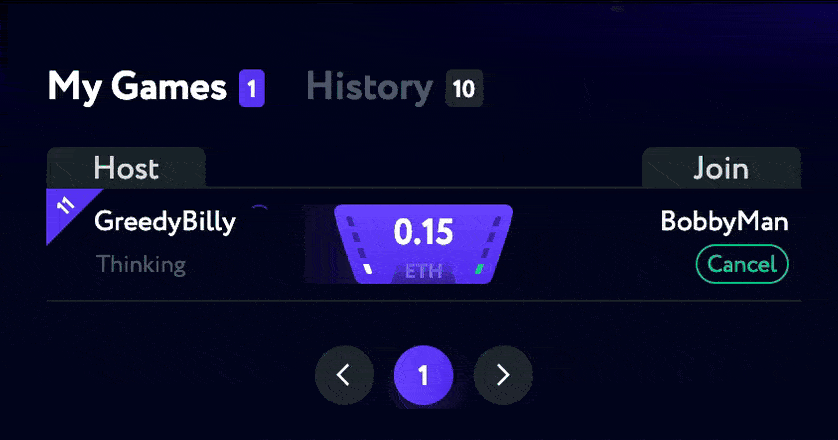 My Games 1 History 10
Host Join
11
GreedyBilly 0.15 BobbyMan
Thinking ETH Cancel
1